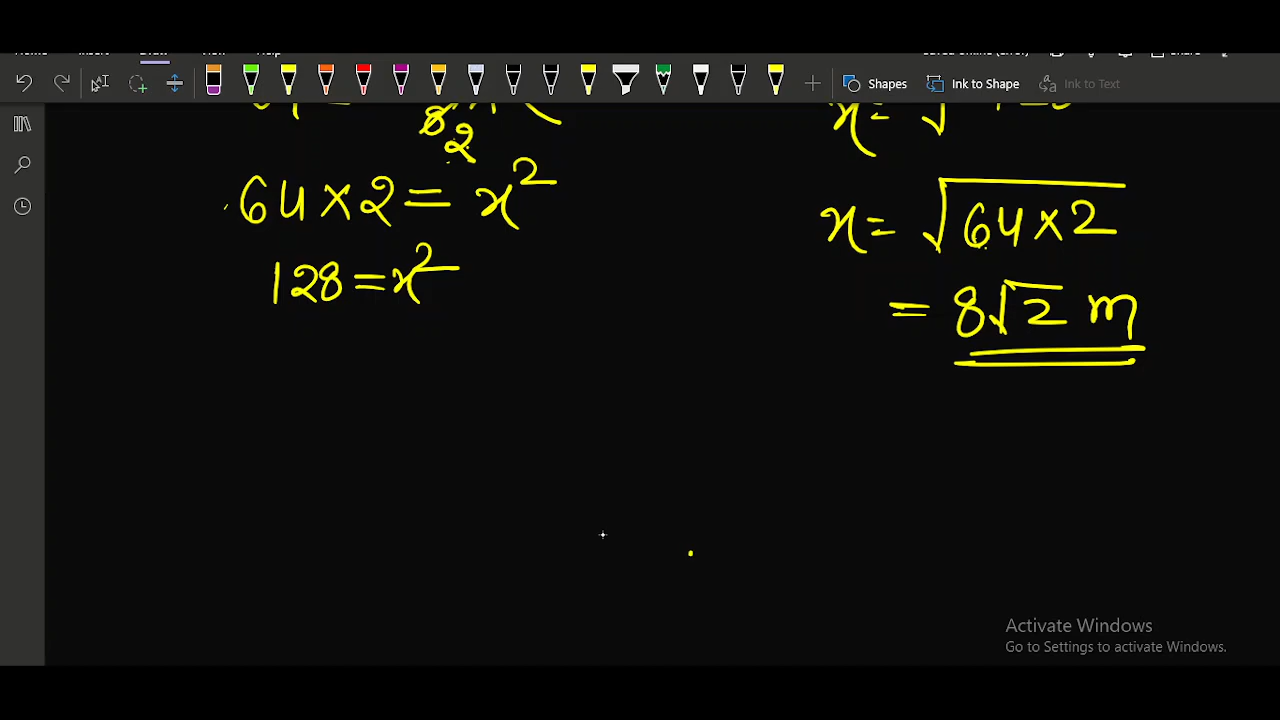 Shapes
Ink to Shape
Ink to Text
64 × 2 = x²
128 = x²
x = √64 × 2
= 8√2 m
Activate Windows
Go to Settings to activate Windows.